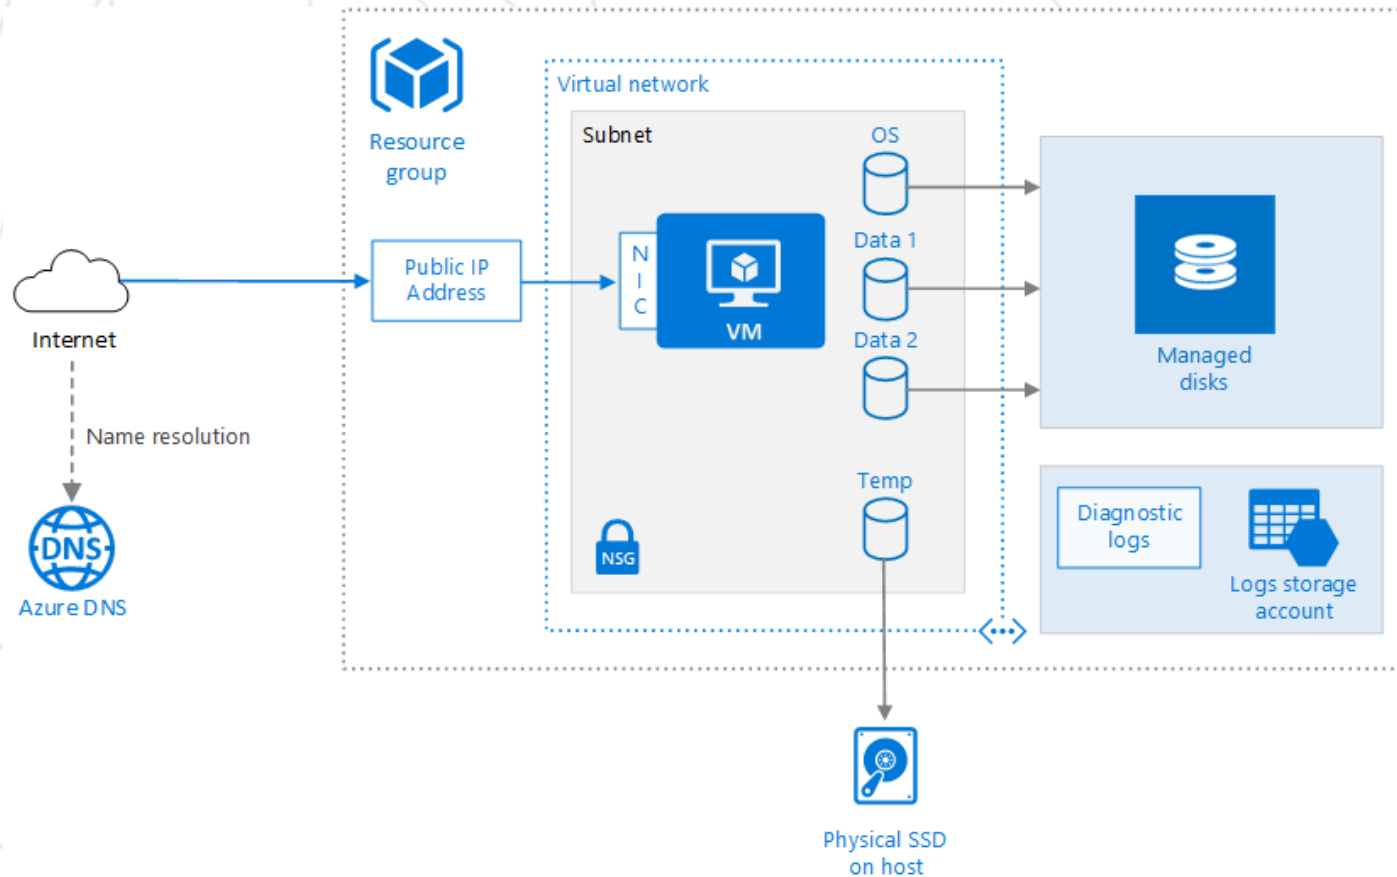 Resource
group
Virtual network
Subnet
OS
Data 1
Data 2
Temp
Public IP
Address
N
I
C
VM
NSG
Internet
Name resolution
DNS
Azure DNS
Managed
disks
Diagnostic
logs
Logs storage
account
Physical SSD
on host